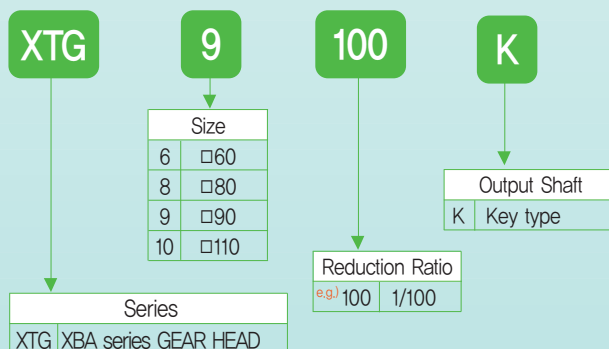 XTG 9 100 K
Size
6 □60
8 □80
9 □90
10 □110
Output Shaft
K Key type
Reduction Ratio
e.g.) 100 1/100
Series
XTG XBA series GEAR HEAD